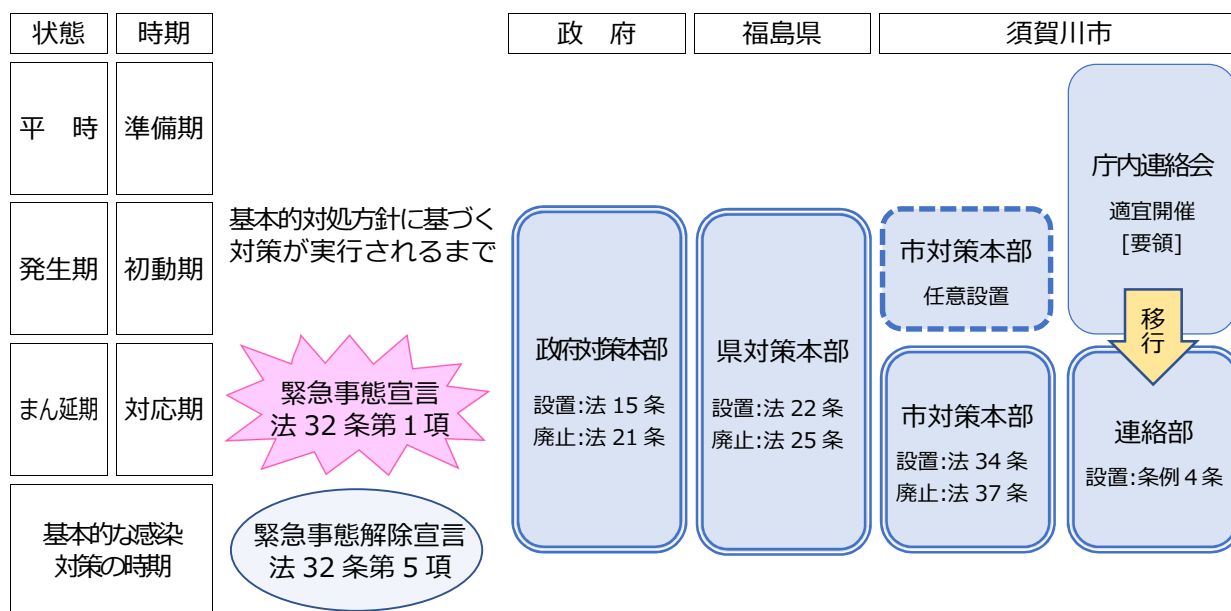 状態 時期 政 府 福島県 須賀川市
平 時 準備期
庁内連絡会
適宜開催
[要領]
発生期 初動期
基本的対処方針に基づく
対策が実行されるまで
市対策本部
任意設置
移行
まん延期 対応期
緊急事態宣言
法 32 条第 1 項
政府対策本部
設置:法 15 条
廃止:法 21 条
県対策本部
設置:法 22 条
廃止:法 25 条
市対策本部
設置:法 34 条
廃止:法 37 条
連絡部
設置:条例 4 条
基本的な感染
対策の時期
緊急事態解除宣言
法 32 条第 5 項